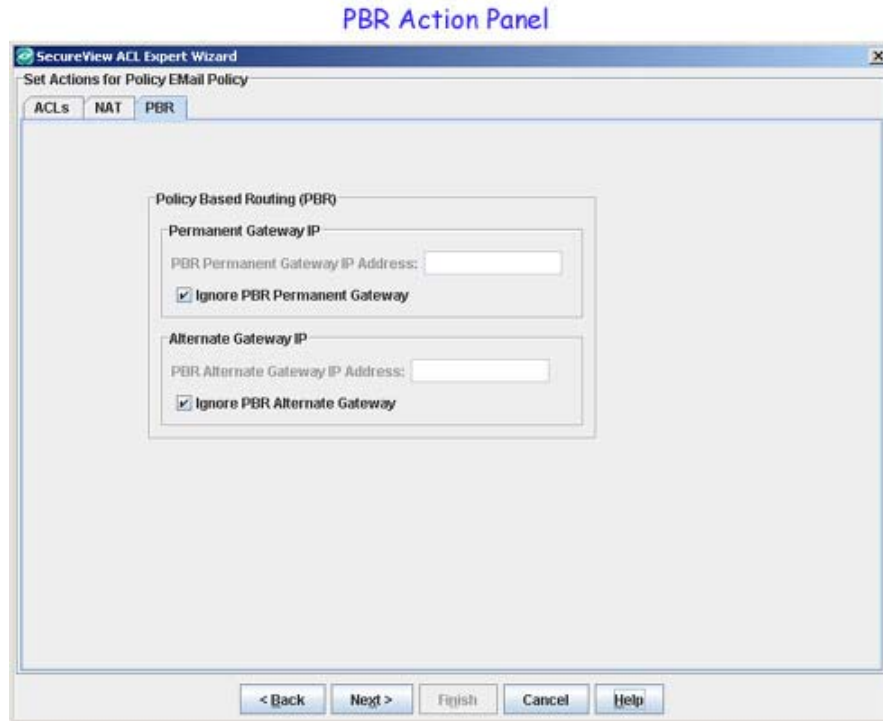 PBR Action Panel
SecureView ACL Expert Wizard
Set Actions for Policy EMail Policy
ACLs NAT PBR
Policy Based Routing (PBR)
Permanent Gateway IP
PBR Permanent Gateway IP Address:
Ignore PBR Permanent Gateway
Alternate Gateway IP
PBR Alternate Gateway IP Address:
Ignore PBR Alternate Gateway
< Back Next > Finish Cancel Help